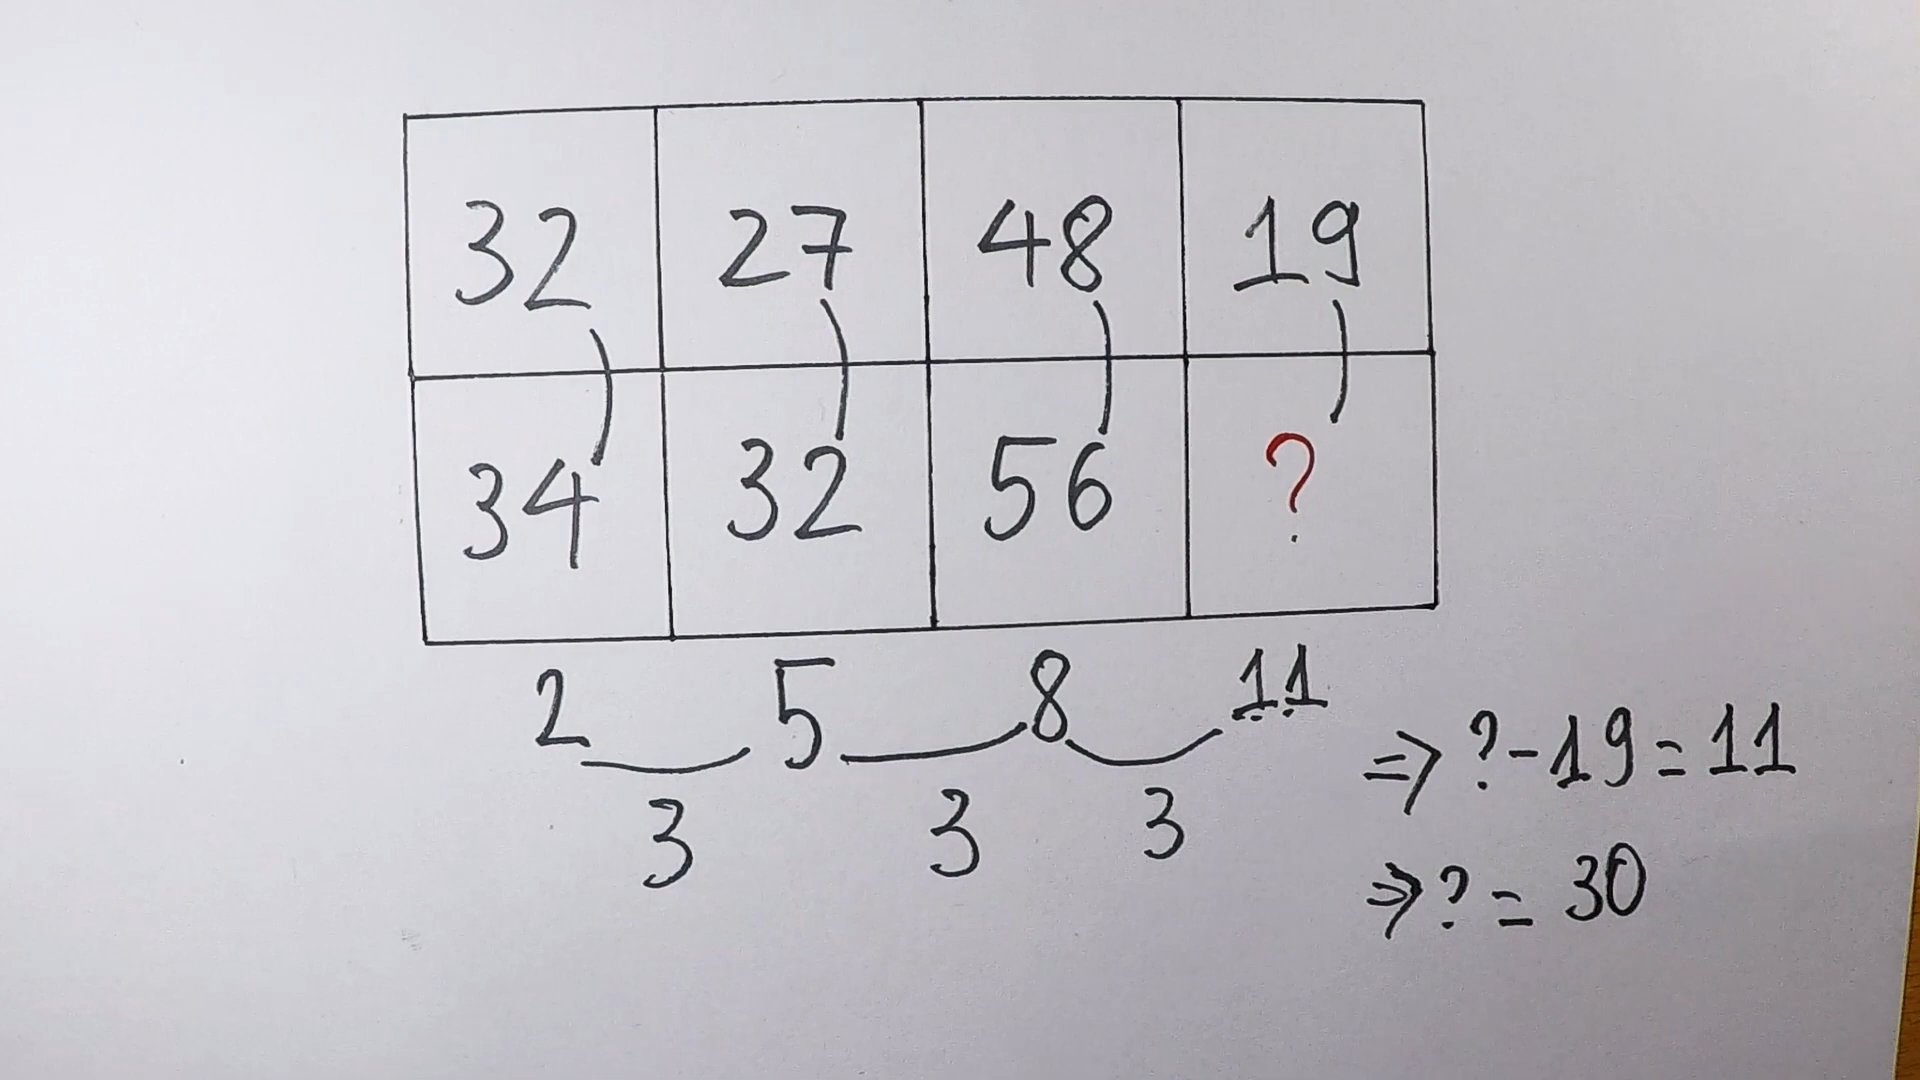 32 27 48 19
34 32 56 ?
2 5 8 11
3 3 3
⇒ ? - 19 = 11
⇒ ? = 30